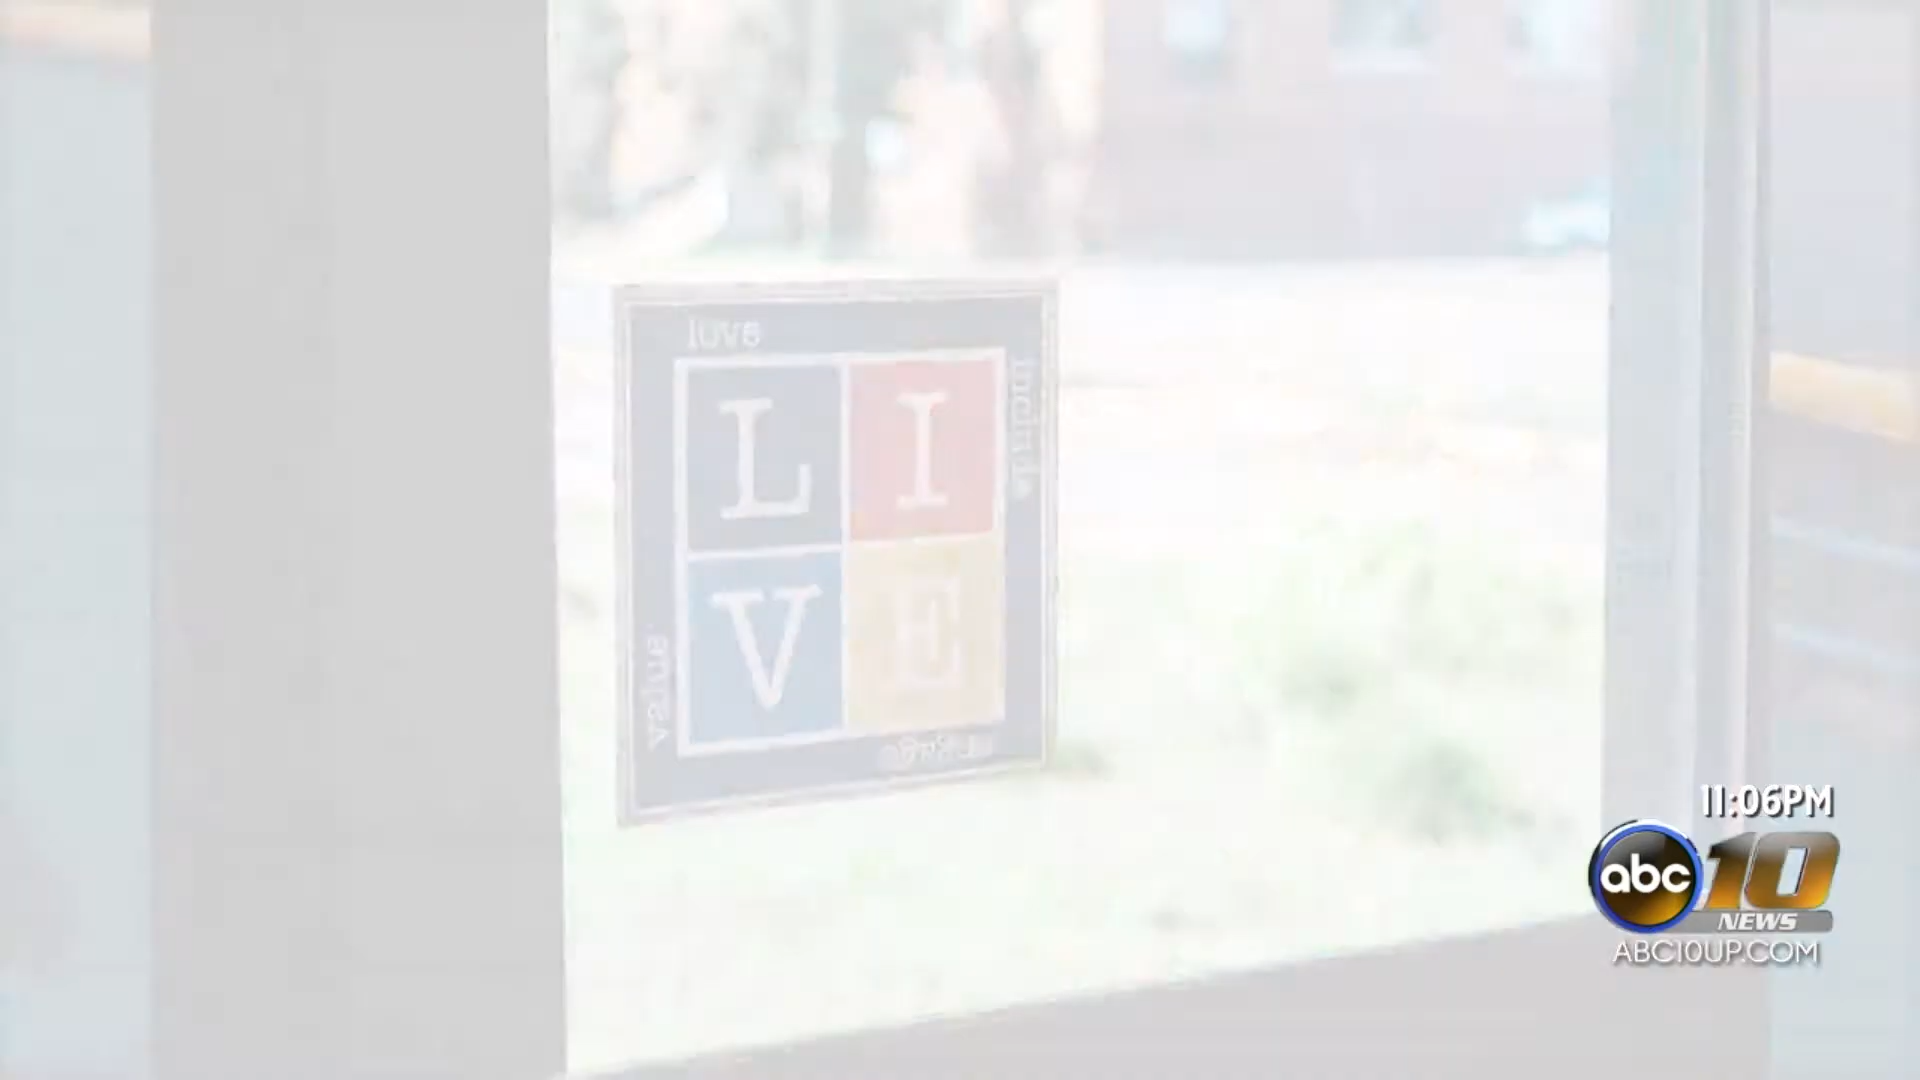 love
L I
include
V E
value
11:06PM
abc 10
NEWS
ABC10UP.COM